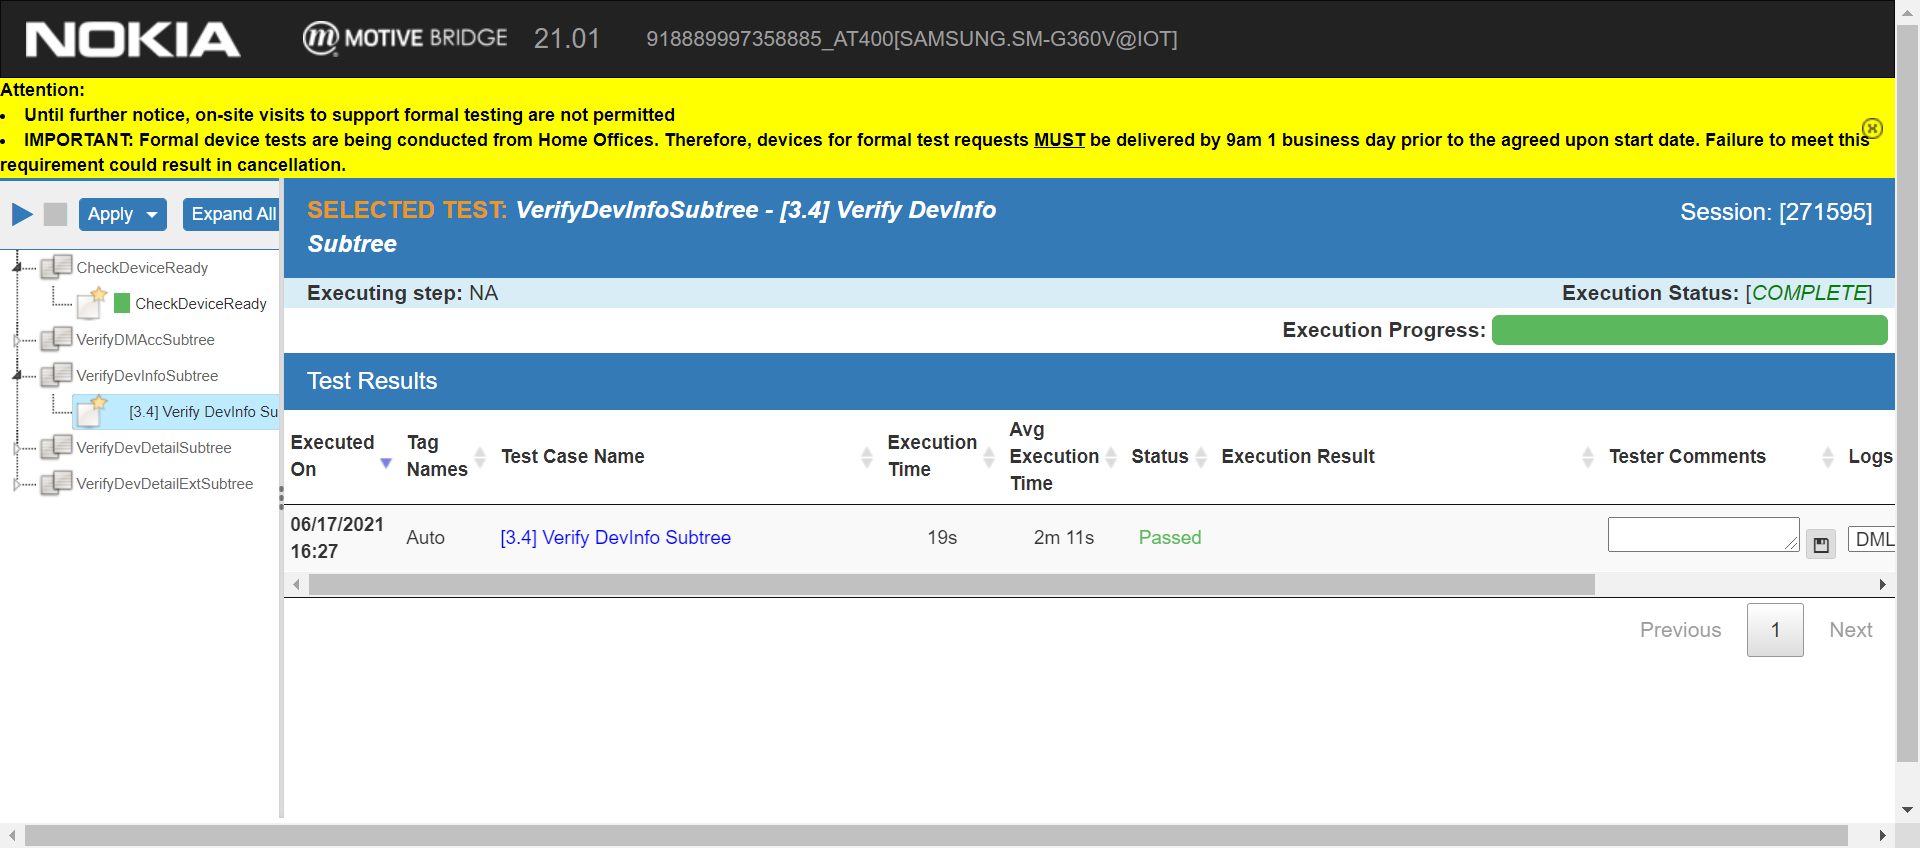 NOKIA MOTIVE BRIDGE 21.01 918889997358885_AT400[SAMSUNG.SM-G360V@IOT]
Attention:
• Until further notice, on-site visits to support formal testing are not permitted
• IMPORTANT: Formal device tests are being conducted from Home Offices. Therefore, devices for formal test requests MUST be delivered by 9am 1 business day prior to the agreed upon start date. Failure to meet this
requirement could result in cancellation.
Apply Expand All
CheckDeviceReady
CheckDeviceReady
VerifyDMAccSubtree
VerifyDevInfoSubtree
[3.4] Verify DevInfo Su
VerifyDevDetailSubtree
VerifyDevDetailExtSubtree
SELECTED TEST: VerifyDevInfoSubtree - [3.4] Verify DevInfo
Subtree
Session: [271595]
Executing step: NA
Execution Status: [COMPLETE]
Execution Progress:
Test Results
Executed
On
Tag
Names
Test Case Name
Execution
Time
Avg
Execution
Time
Status
Execution Result
Tester Comments
Logs
06/17/2021
16:27
Auto
[3.4] Verify DevInfo Subtree
19s
2m 11s
Passed
DML
Previous 1 Next